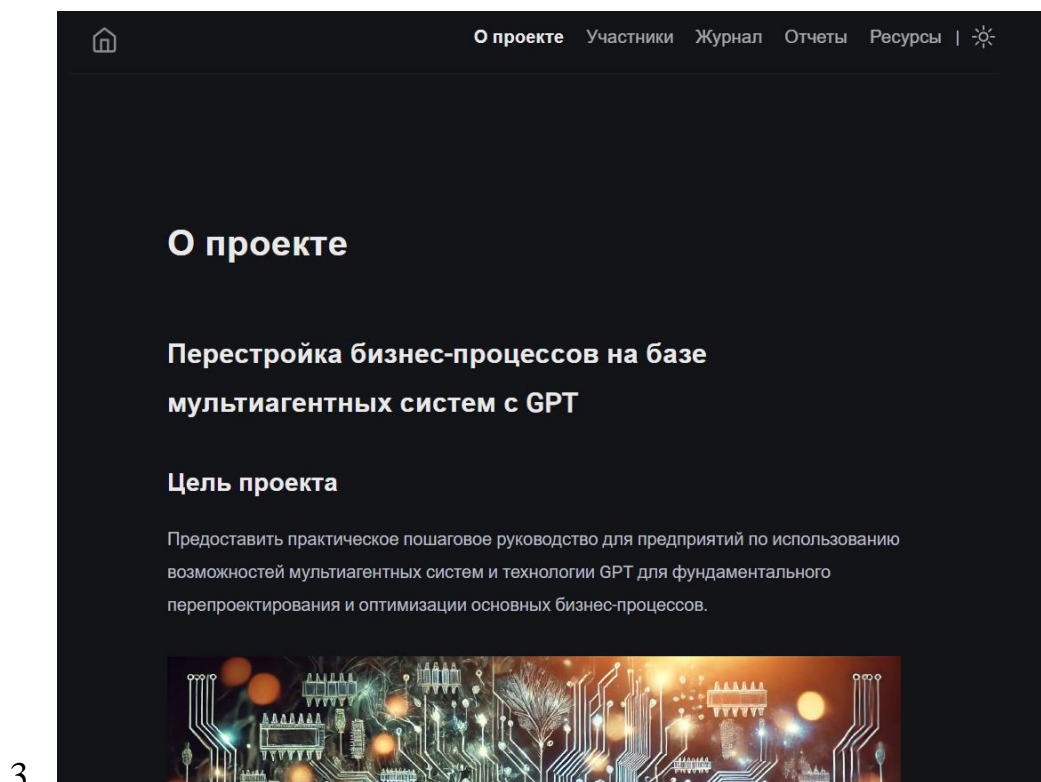 О проекте Участники Журнал Отчеты Ресурсы |
О проекте
Перестройка бизнес-процессов на базе
мультиагентных систем с GPT
Цель проекта
Предоставить практическое пошаговое руководство для предприятий по использованию
возможностей мультиагентных систем и технологии GPT для фундаментального
перепроектирования и оптимизации основных бизнес-процессов.
3